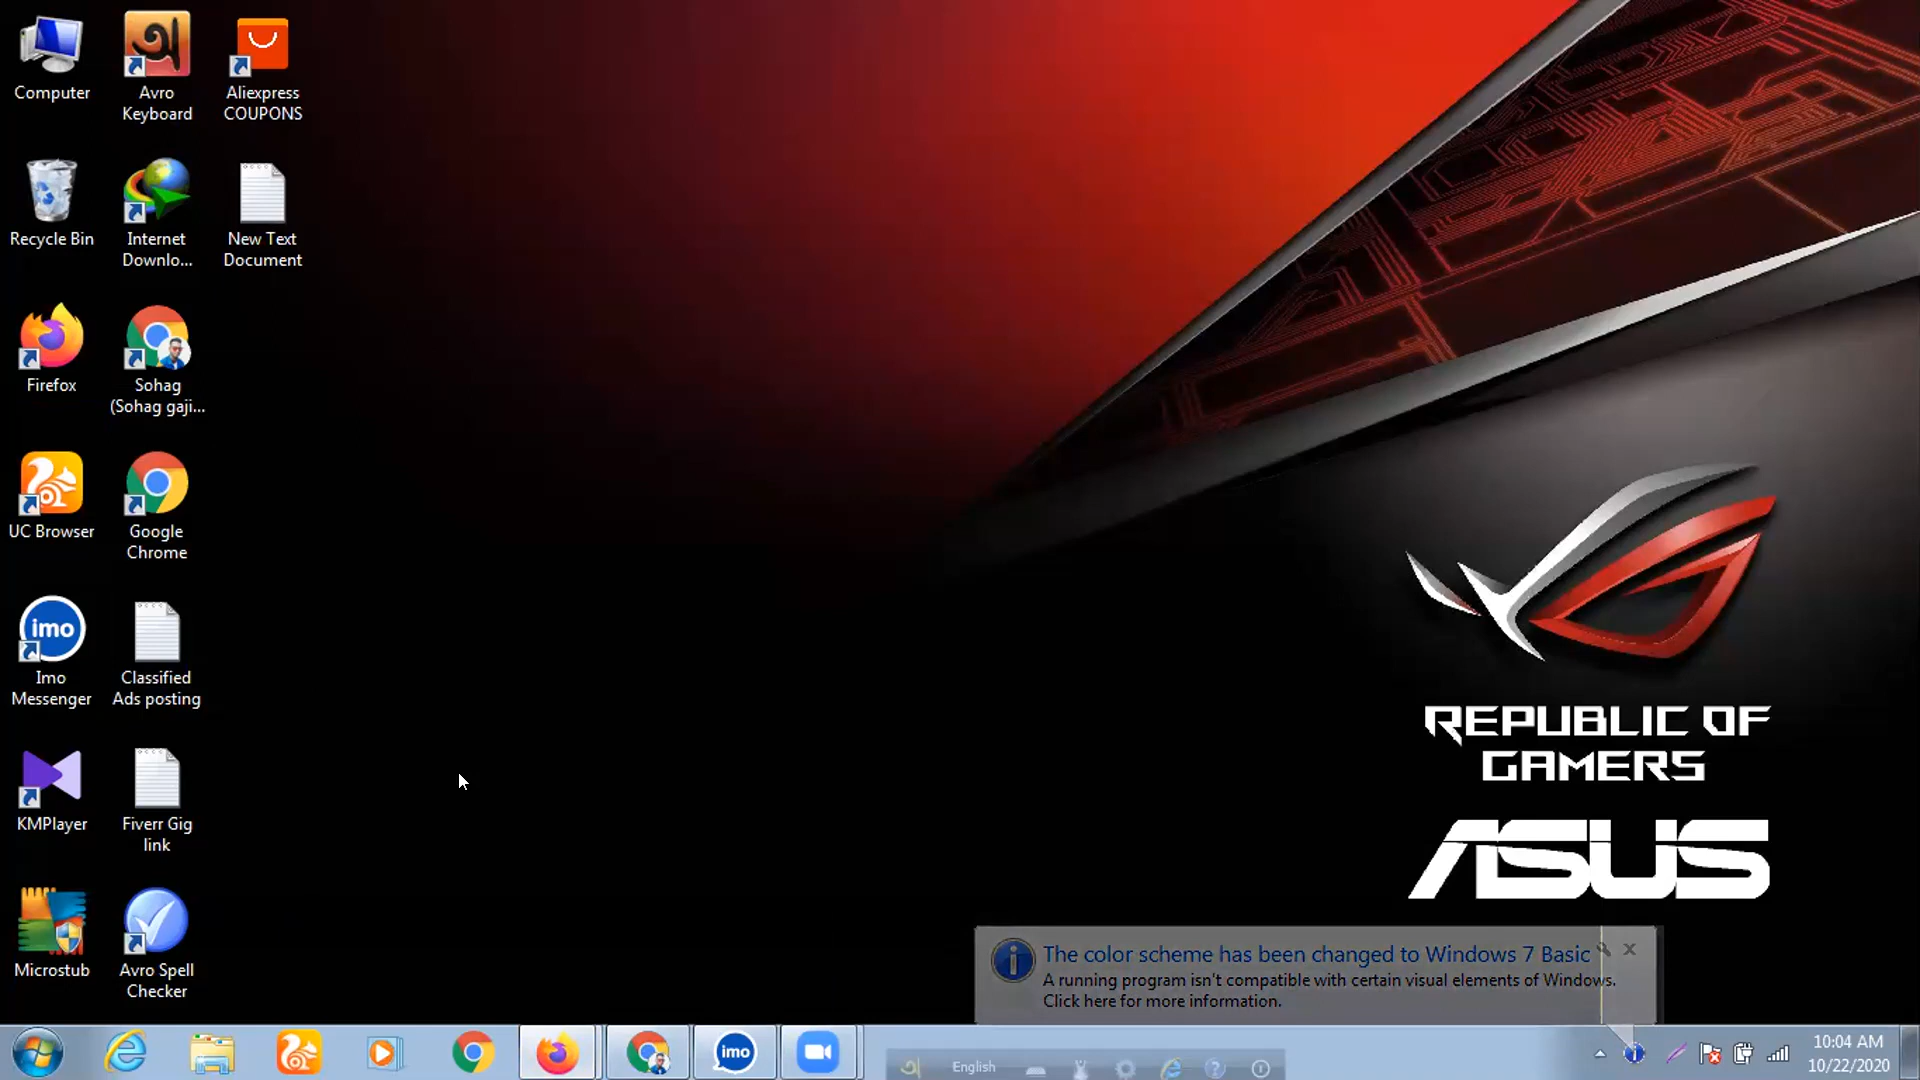 Computer
Avro
Keyboard
Aliexpress
COUPONS
Recycle Bin
Internet
Downlo...
New Text
Document
Firefox
Sohag
(Sohag gaji...
UC Browser
Google
Chrome
imo
Imo
Messenger
Classified
Ads posting
KMPlayer
Fiverr Gig
link
Microstub
Avro Spell
Checker
REPUBLIC OF
GAMERS
ASUS
The color scheme has been changed to Windows 7 Basic
A running program isn't compatible with certain visual elements of Windows.
Click here for more information.
imo
English
10:04 AM
10/22/2020